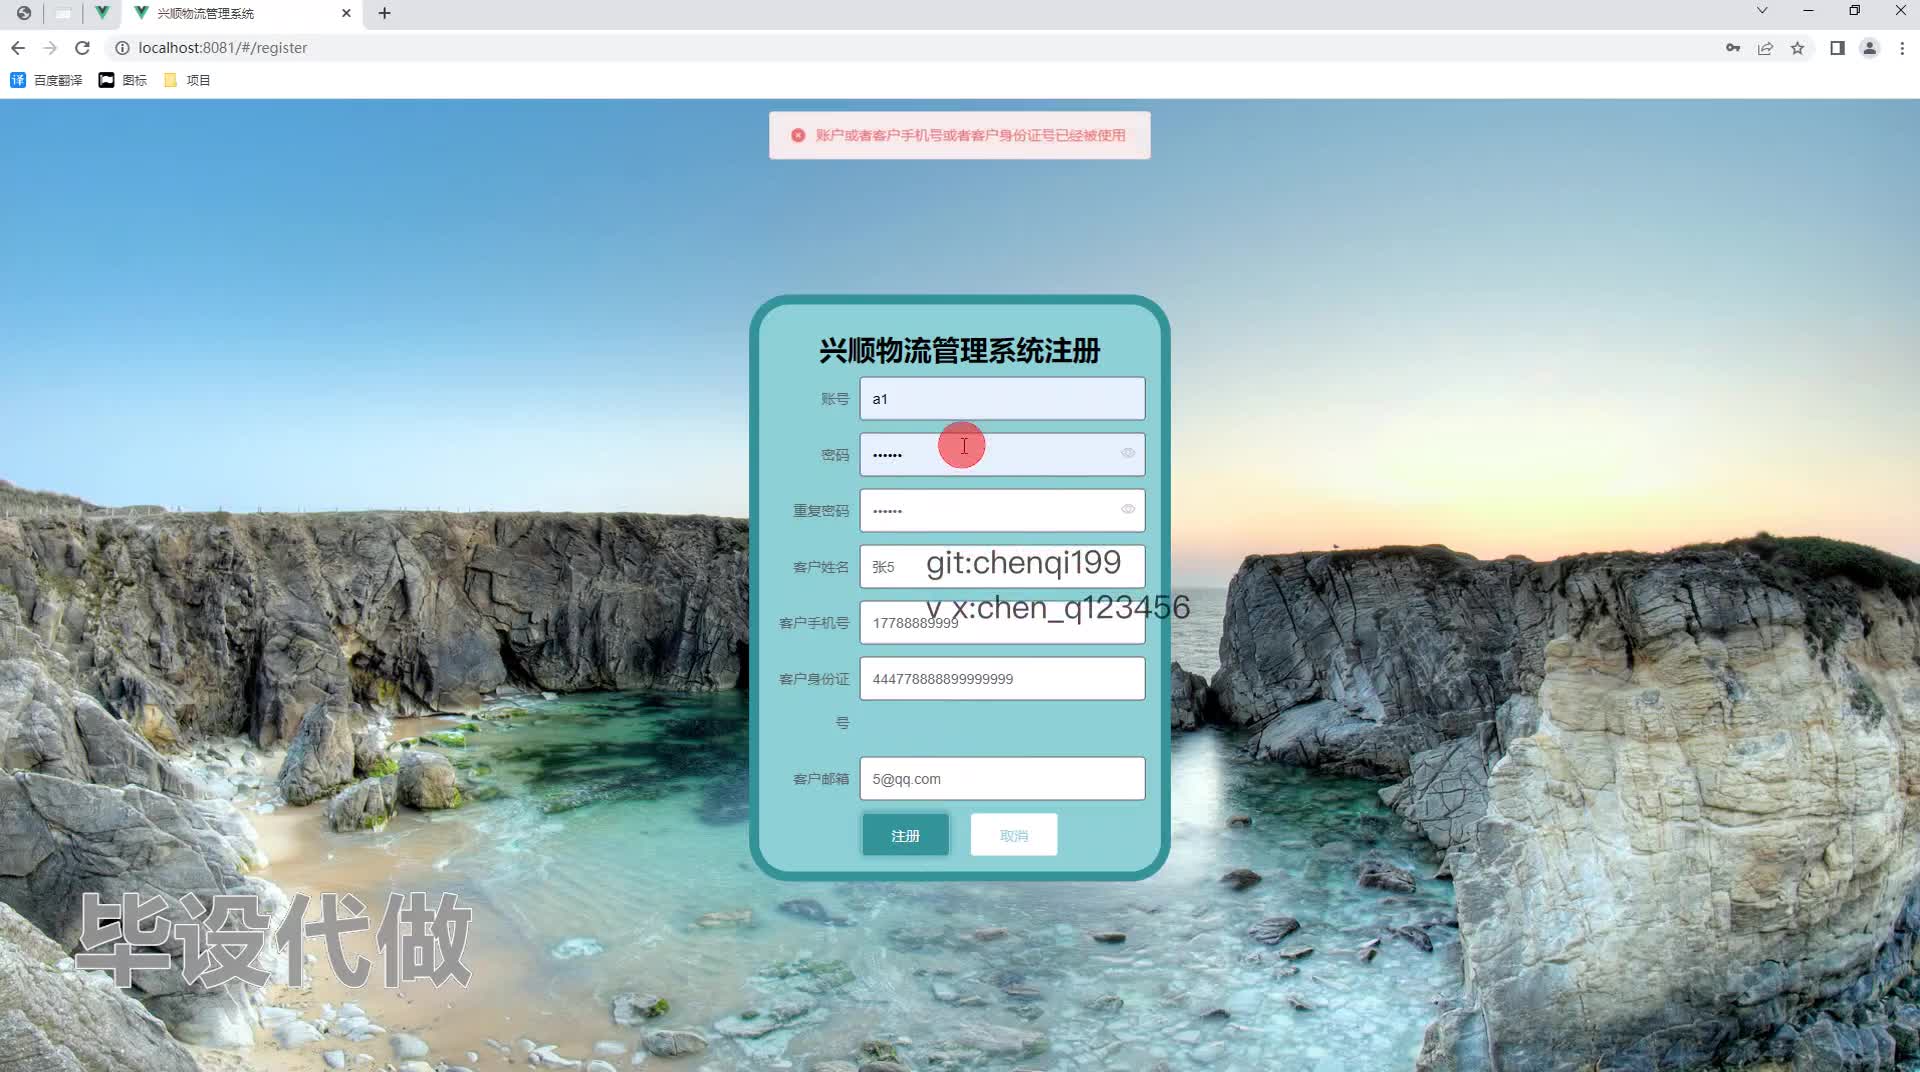 兴顺物流管理系统
localhost:8081/#/register
译 百度翻译 图标 项目
账户或者客户手机号或者客户身份证号已经被使用
兴顺物流管理系统注册
账号 a1
密码 ••••••
重复密码 ••••••
客户姓名 张5
git:chenqi199
v x:chen_q123456
客户手机号 17788889999
客户身份证 444778888899999999
号
客户邮箱 5@qq.com
注册 取消
毕设代做